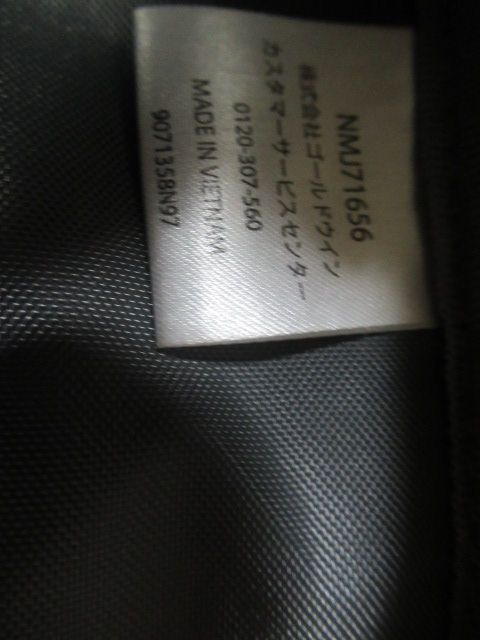 NMJ71656
株式会社ゴールドウイン
カスタマーサービスセンター
0120-307-560
MADE IN VIETNAM
9071358N97